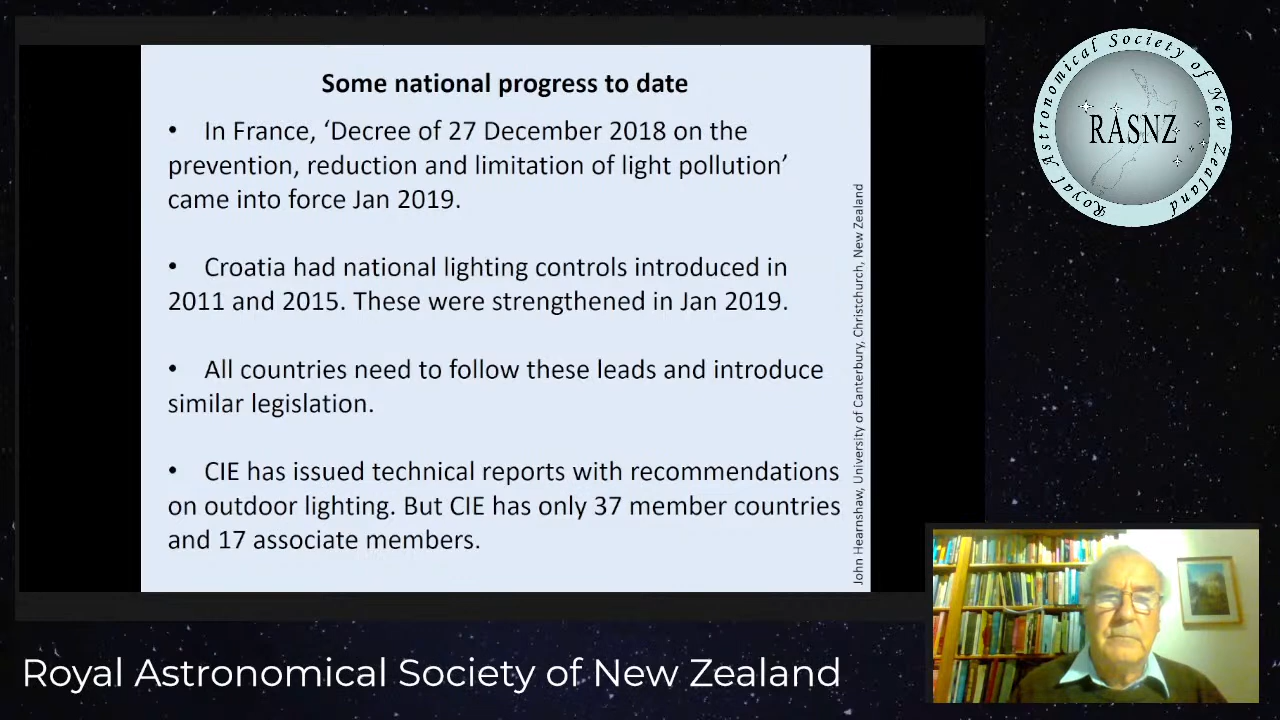 Some national progress to date
• In France, ‘Decree of 27 December 2018 on the
prevention, reduction and limitation of light pollution’
came into force Jan 2019.
• Croatia had national lighting controls introduced in
2011 and 2015. These were strengthened in Jan 2019.
• All countries need to follow these leads and introduce
similar legislation.
• CIE has issued technical reports with recommendations
on outdoor lighting. But CIE has only 37 member countries
and 17 associate members.
John Hearnshaw, University of Canterbury, Christchurch, New Zealand
Royal Astronomical Society of New Zealand
RASNZ
Royal Astronomical Society of New Zealand